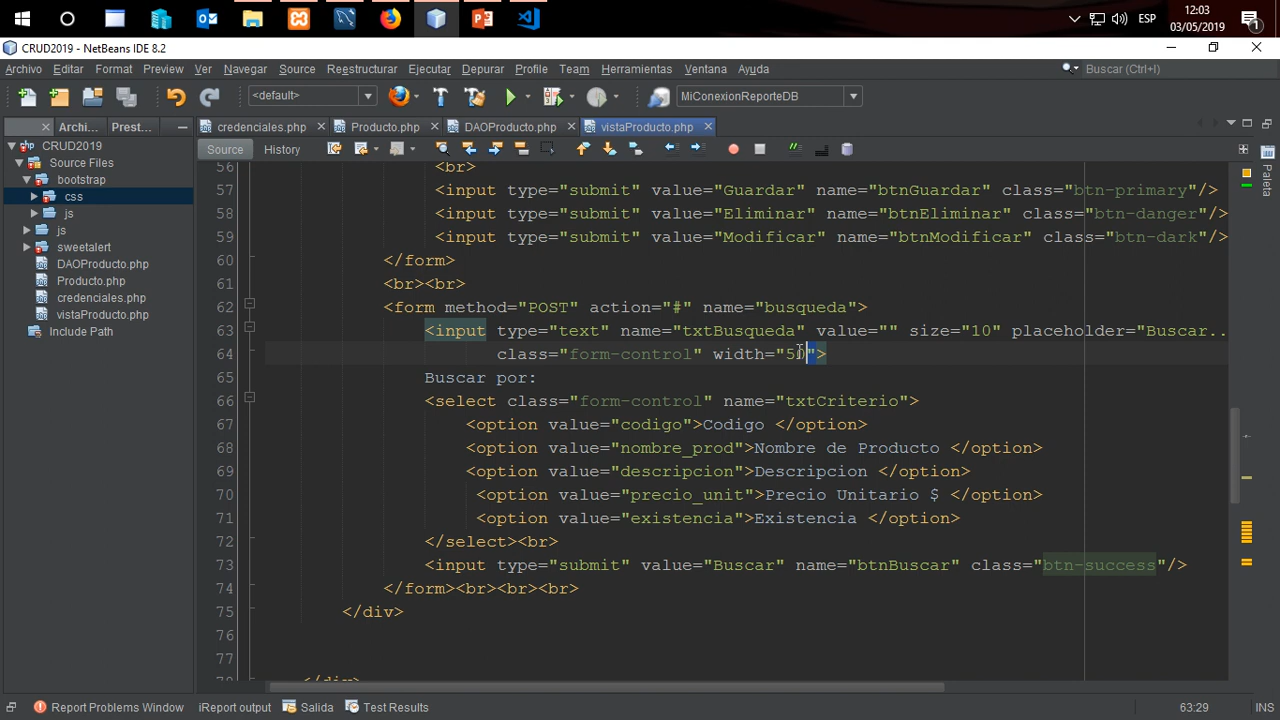 12:03
ESP
03/05/2019
1
CRUD2019 - NetBeans IDE 8.2
Archivo Editar Format Preview Ver Navegar Source Reestructurar Ejecutar Depurar Profile Team Herramientas Ventana Ayuda
Buscar (Ctrl+I)
<default>
MiConexionReporteDB
Archi... Prest...
credenciales.php Producto.php DAOProducto.php vistaProducto.php
Source History
CRUD2019
Source Files
bootstrap
css
js
js
sweetalert
DAOProducto.php
Producto.php
credenciales.php
vistaProducto.php
Include Path
Paleta
56 <br>
57 <input type="submit" value="Guardar" name="btnGuardar" class="btn-primary"/>
58 <input type="submit" value="Eliminar" name="btnEliminar" class="btn-danger"/>
59 <input type="submit" value="Modificar" name="btnModificar" class="btn-dark"/>
60 </form>
61 <br><br>
62 <form method="POST" action="#" name="busqueda">
63 <input type="text" name="txtBusqueda" value="" size="10" placeholder="Buscar..
64 class="form-control" width="50">
65 Buscar por:
66 <select class="form-control" name="txtCriterio">
67 <option value="codigo">Codigo </option>
68 <option value="nombre_prod">Nombre de Producto </option>
69 <option value="descripcion">Descripcion </option>
70 <option value="precio_unit">Precio Unitario $ </option>
71 <option value="existencia">Existencia </option>
72 </select><br>
73 <input type="submit" value="Buscar" name="btnBuscar" class="btn-success"/>
74 </form><br><br><br>
75 </div>
76
77
78 </div>
Report Problems Window iReport output Salida Test Results
63:29 INS